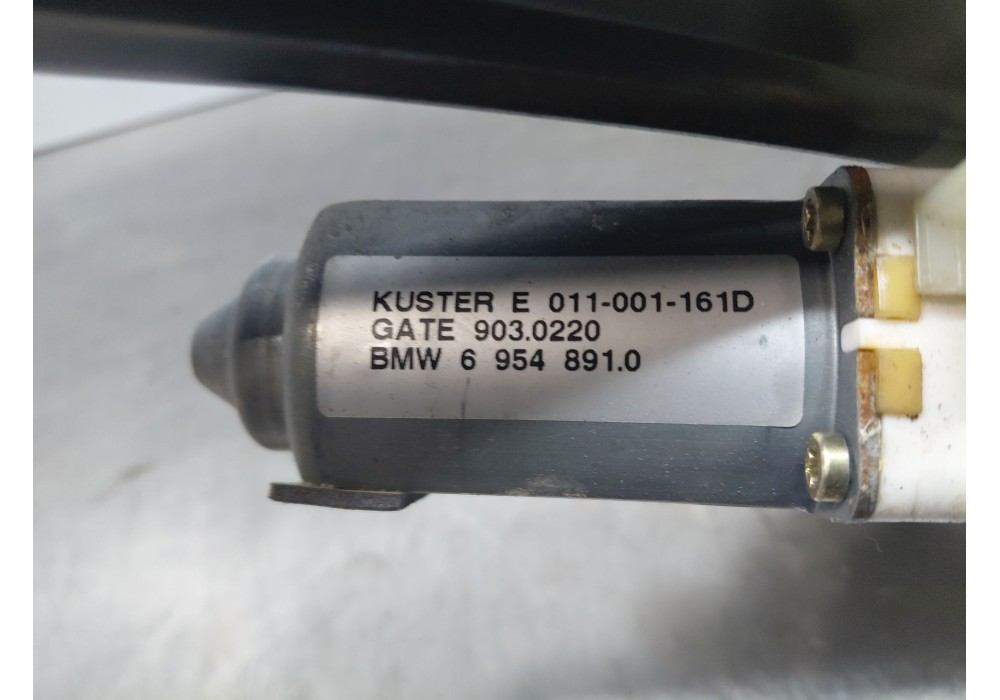 KUSTER E 011-001-161D
GATE 903.0220
BMW 6 954 891.0